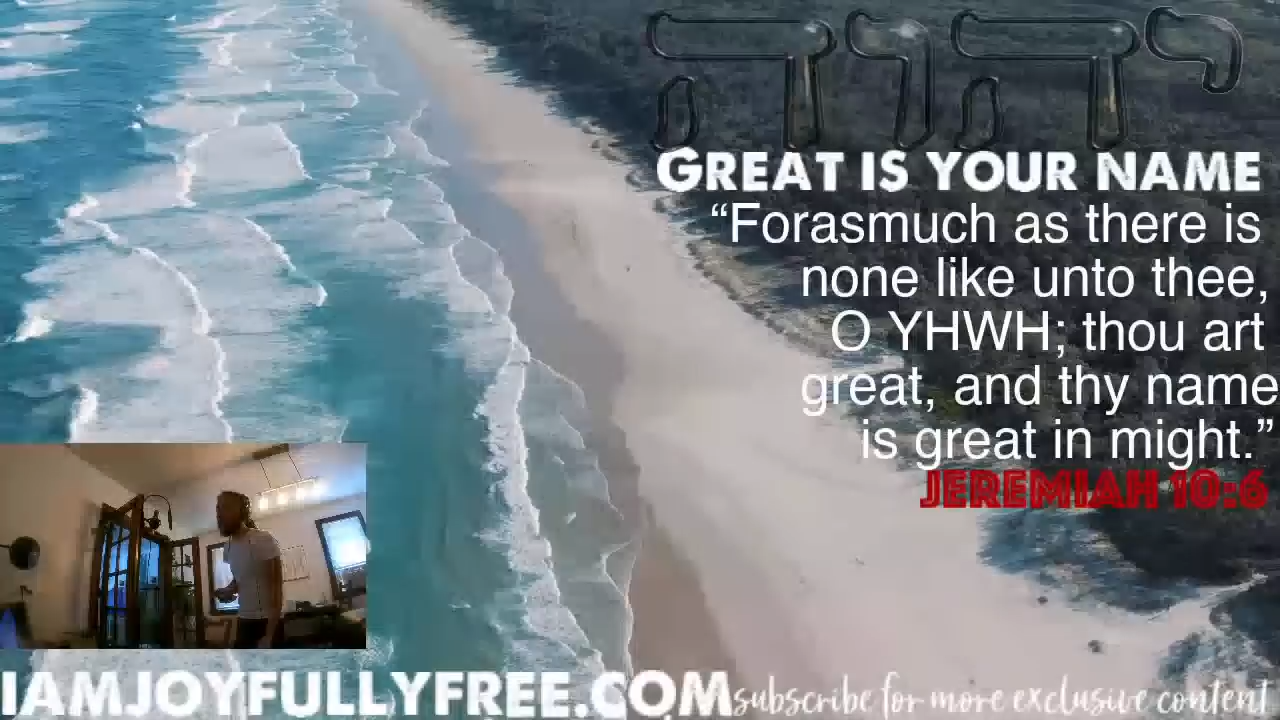 יהוה
GREAT IS YOUR NAME
“Forasmuch as there is
none like unto thee,
O YHWH; thou art
great, and thy name
is great in might.”
JEREMIAH 10:6
IAMJOYFULLYFREE.COM subscribe for more exclusive content